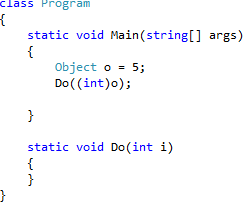 class Program
{
static void Main(string[] args)
{
Object o = 5;
Do((int)o);
}
static void Do(int i)
{
}
}